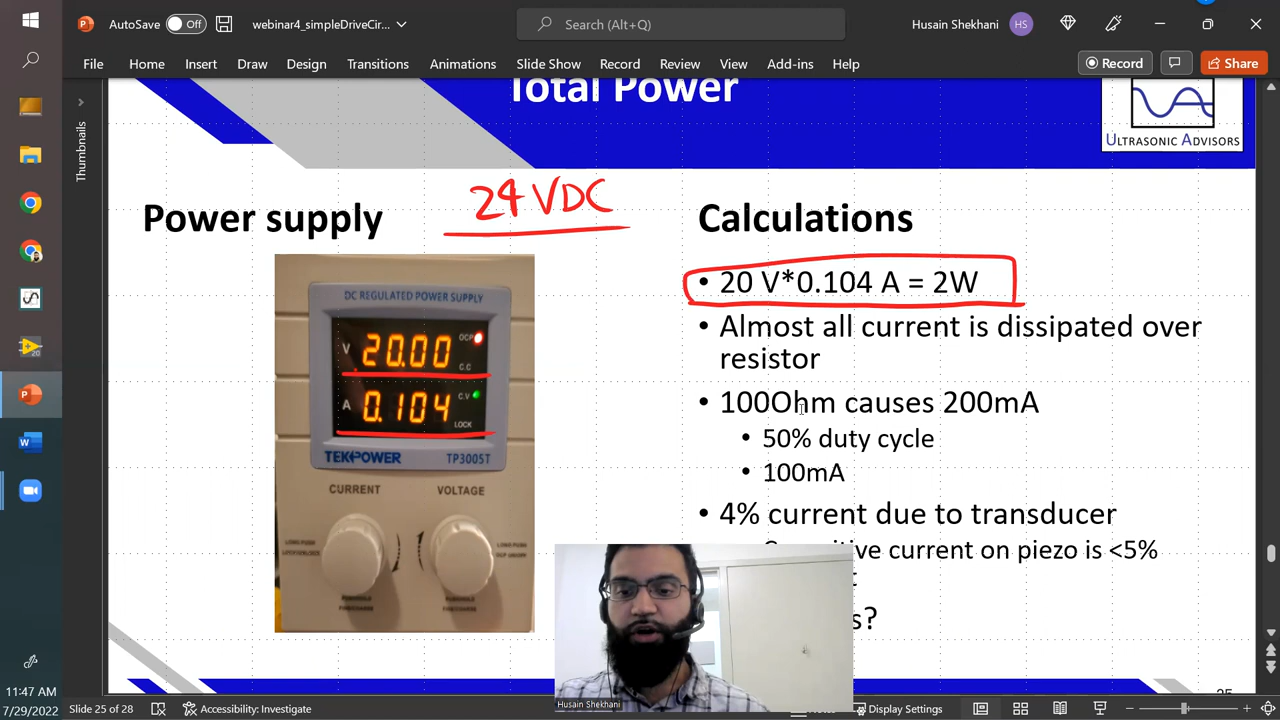 AutoSave Off webinar4_simpleDriveCir... Search (Alt+Q) Husain Shekhani HS
File Home Insert Draw Design Transitions Animations Slide Show Record Review View Add-ins Help Record Share
Thumbnails
Total Power
ULTRASONIC ADVISORS
Power supply
24 VDC
DC REGULATED POWER SUPPLY
V 20.00 OCP C.C
A 0.104 C.V LOCK
TEKPOWER TP3005T
CURRENT VOLTAGE
Calculations
• 20 V*0.104 A = 2W
• Almost all current is dissipated over
resistor
• 100Ohm causes 200mA
• 50% duty cycle
• 100mA
• 4% current due to transducer
itive current on piezo is <5%
t
s?
Husain Shekhani
25
11:47 AM
7/29/2022
Slide 25 of 28 Accessibility: Investigate Notes Display Settings